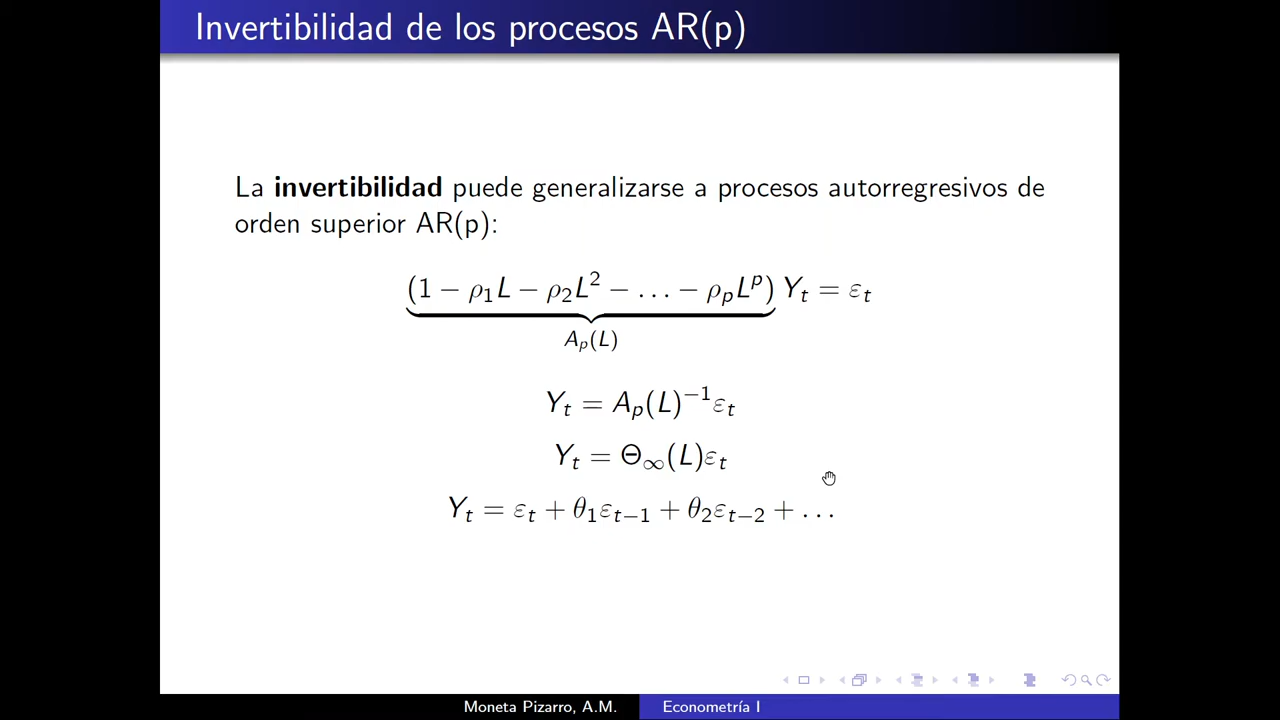 Invertibilidad de los procesos AR(p)
La invertibilidad puede generalizarse a procesos autorregresivos de
orden superior AR(p):
(1 − ρ₁L − ρ₂L² − … − ρₚLᵖ) Yₜ = εₜ
Aₚ(L)
Yₜ = Aₚ(L)⁻¹εₜ
Yₜ = Θ∞(L)εₜ
Yₜ = εₜ + θ₁εₜ₋₁ + θ₂εₜ₋₂ + …
Moneta Pizarro, A.M. Econometría I